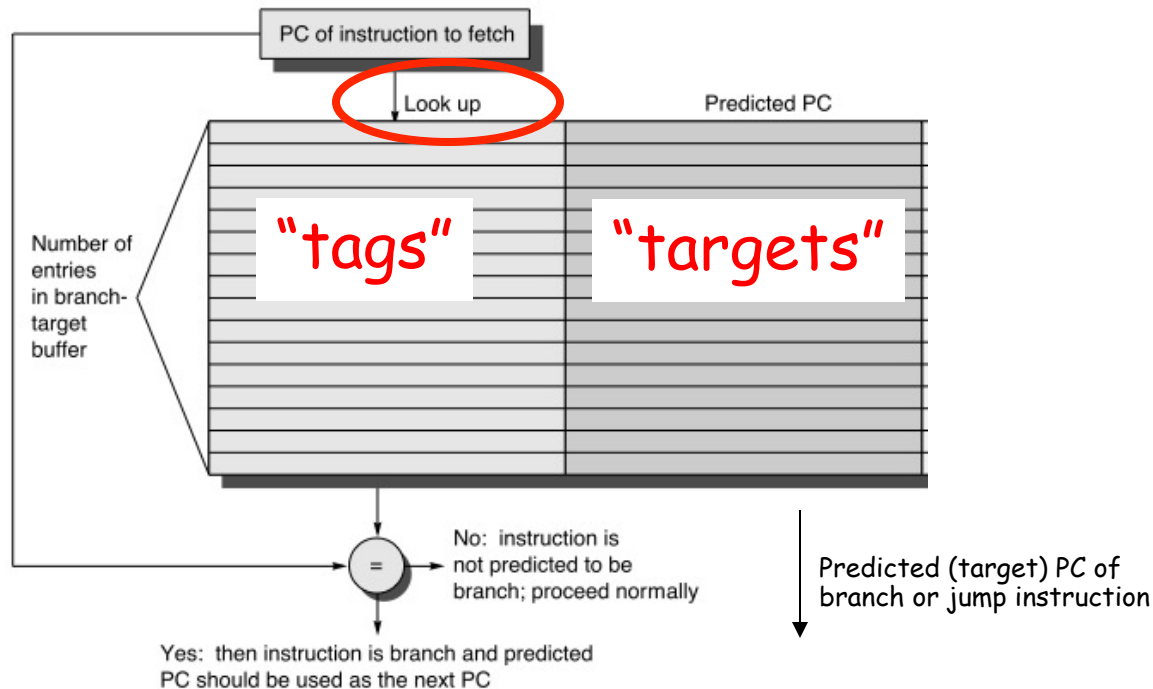 PC of instruction to fetch
Look up
Predicted PC
Number of
entries
in branch-
target
buffer
"tags"
"targets"
=
No: instruction is
not predicted to be
branch; proceed normally
Predicted (target) PC of
branch or jump instruction
Yes: then instruction is branch and predicted
PC should be used as the next PC